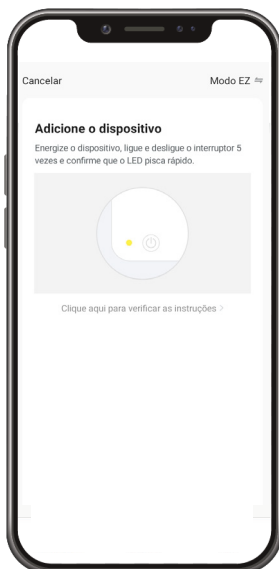 Cancelar
Modo EZ
Adicione o dispositivo
Energize o dispositivo, ligue e desligue o interruptor 5
vezes e confirme que o LED pisca rápido.
Clique aqui para verificar as instruções >